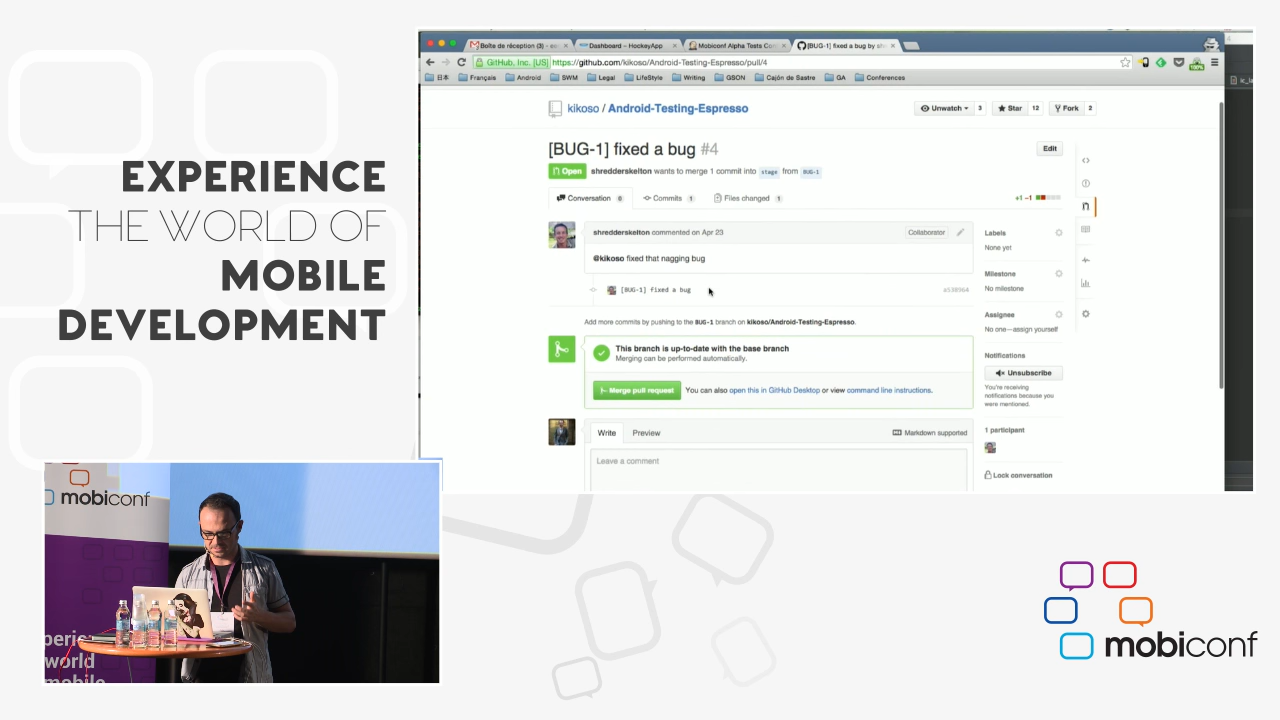 EXPERIENCE
THE WORLD OF
MOBILE
DEVELOPMENT
Dashboard – HockeyApp
Mobiconf Alpha Tests
[BUG-1] fixed a bug by
GitHub, Inc. [US] https://github.com/kikoso/Android-Testing-Espresso/pull/4
日本 Français Android SWM Legal LifeStyle Writing GSON Cajón de Sastre GA Conferences
kikoso / Android-Testing-Espresso
Unwatch 3 Star 12 Fork 2
[BUG-1] fixed a bug #4
Edit
Open shredderskelton wants to merge 1 commit into stage from BUG-1
Conversation 0 Commits 1 Files changed 1
+1 −1
shredderskelton commented on Apr 23
Collaborator
@kikoso fixed that nagging bug
[BUG-1] fixed a bug
Add more commits by pushing to the BUG-1 branch on kikoso/Android-Testing-Espresso.
This branch is up-to-date with the base branch
Merging can be performed automatically.
Merge pull request You can also open this in GitHub Desktop or view command line instructions.
Write Preview
Markdown supported
Leave a comment
Labels
None yet
Milestone
No milestone
Assignee
No one—assign yourself
Notifications
Unsubscribe
You're receiving
notifications because you
were mentioned.
1 participant
Lock conversation
mobiconf
world
mobile
mobiconf